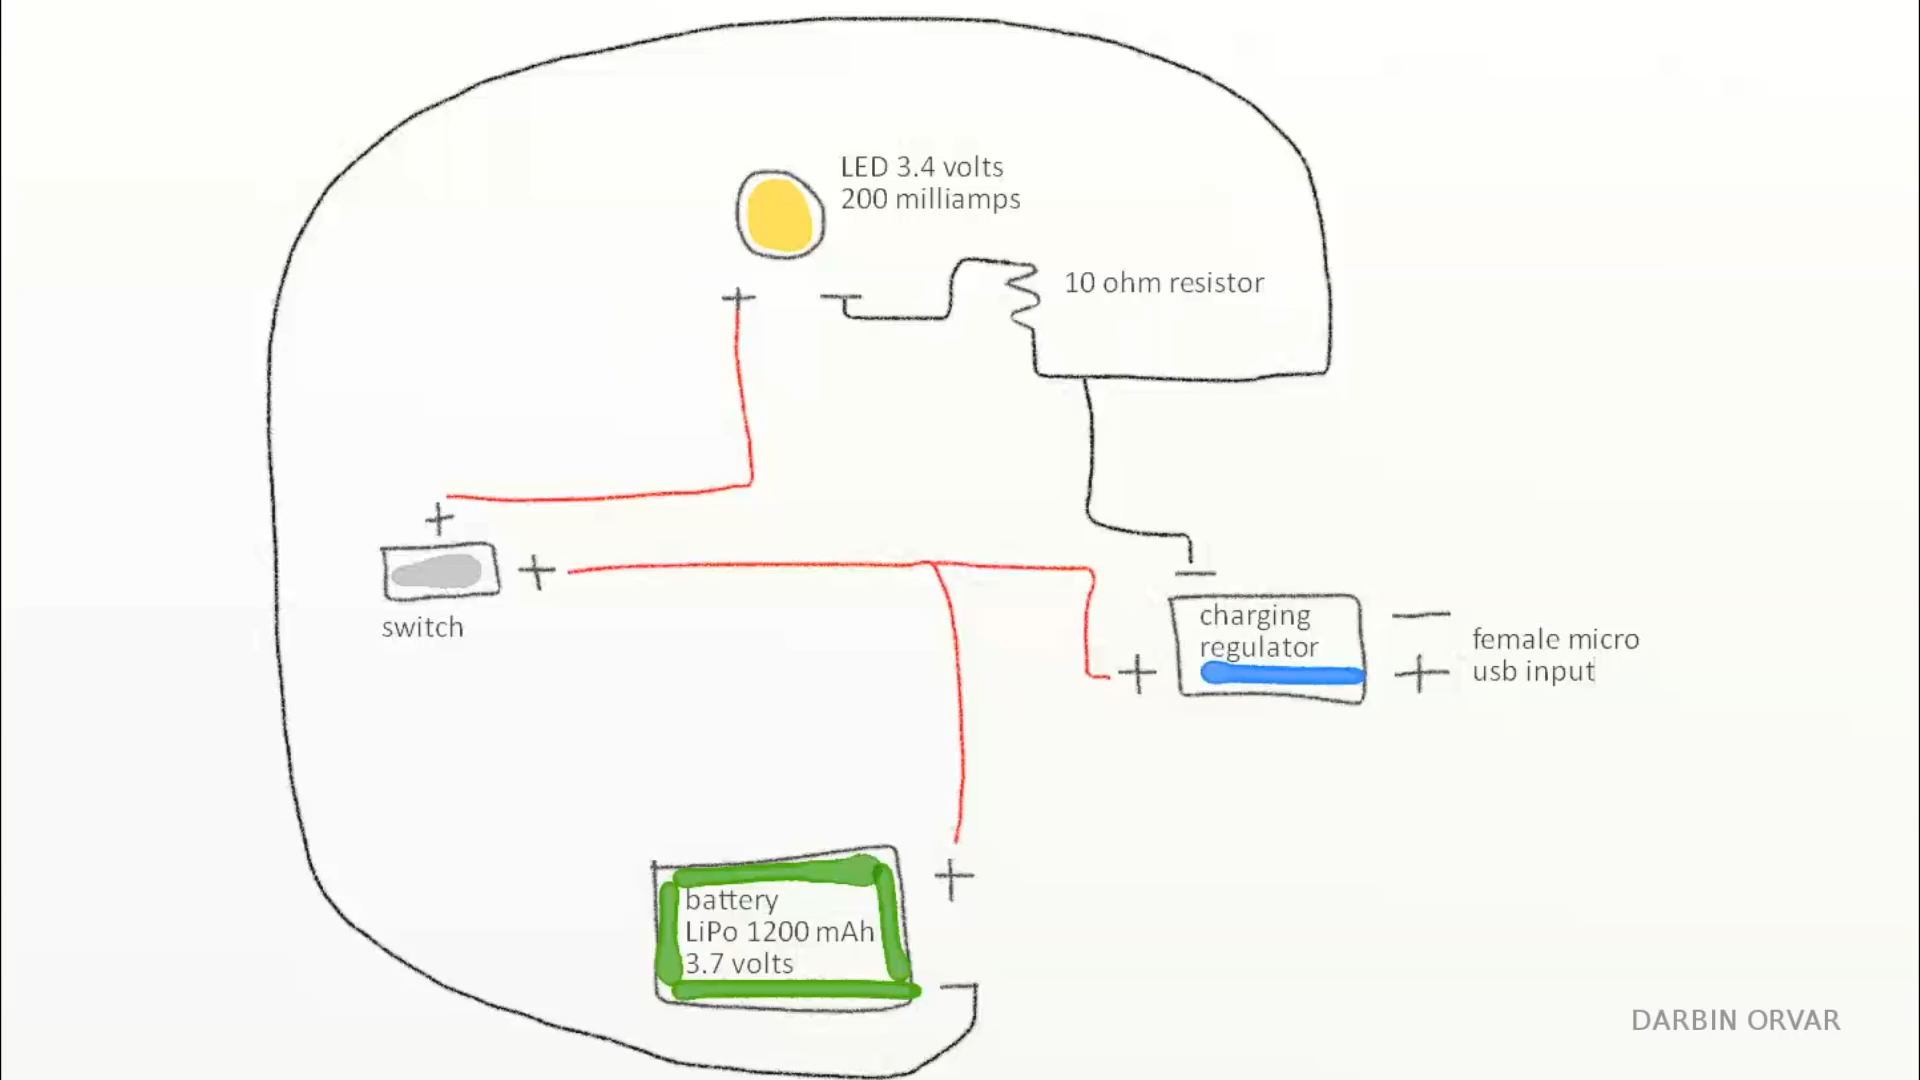 LED 3.4 volts
200 milliamps
10 ohm resistor
switch
charging
regulator
female micro
usb input
battery
LiPo 1200 mAh
3.7 volts
DARBIN ORVAR